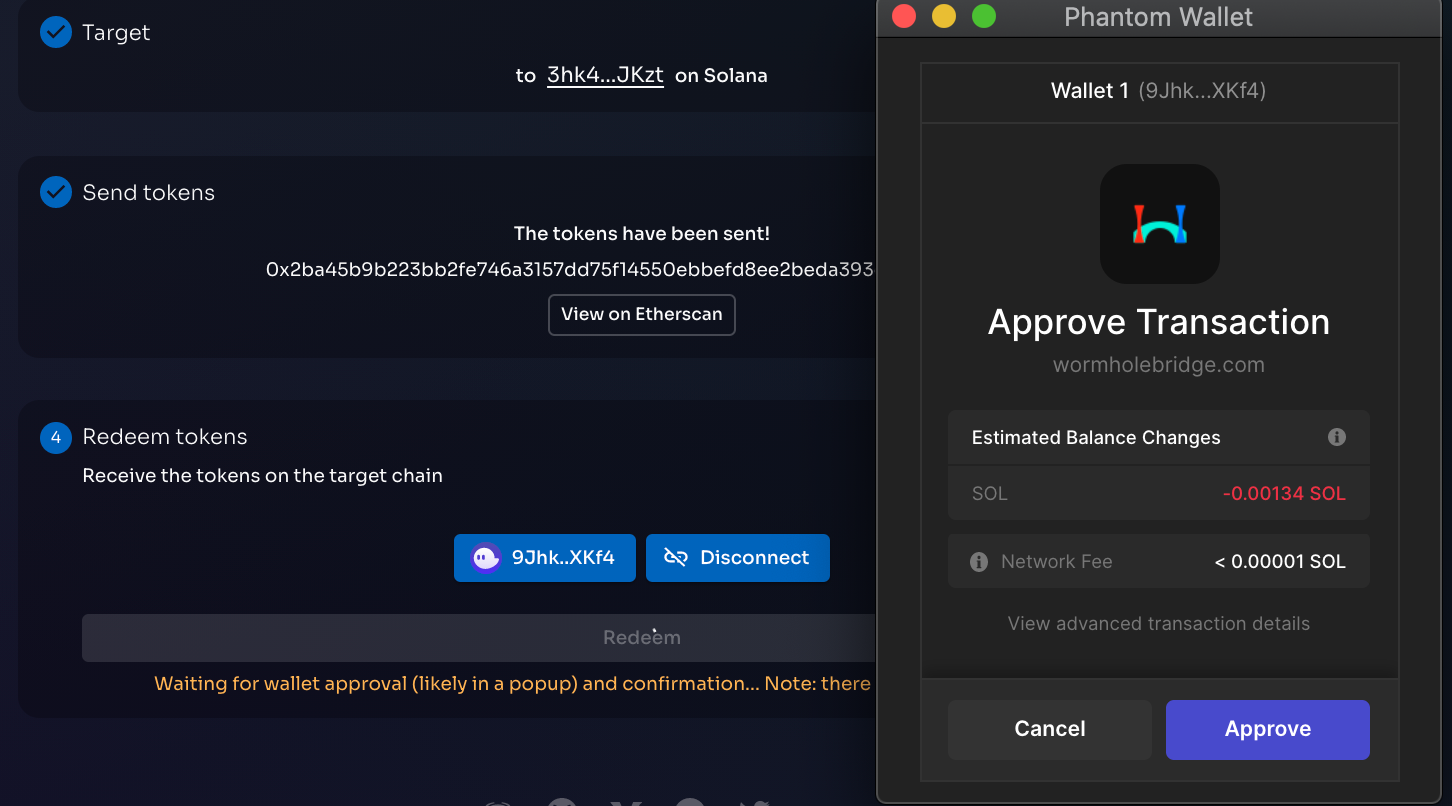 Target
to 3hk4...JKzt on Solana
Send tokens
The tokens have been sent!
0x2ba45b9b223bb2fe746a3157dd75f14550ebbefd8ee2beda393
View on Etherscan
4 Redeem tokens
Receive the tokens on the target chain
9Jhk..XKf4 Disconnect
Redeem
Waiting for wallet approval (likely in a popup) and confirmation... Note: there
Phantom Wallet
Wallet 1 (9Jhk...XKf4)
Approve Transaction
wormholebridge.com
Estimated Balance Changes
SOL -0.00134 SOL
Network Fee < 0.00001 SOL
View advanced transaction details
Cancel Approve